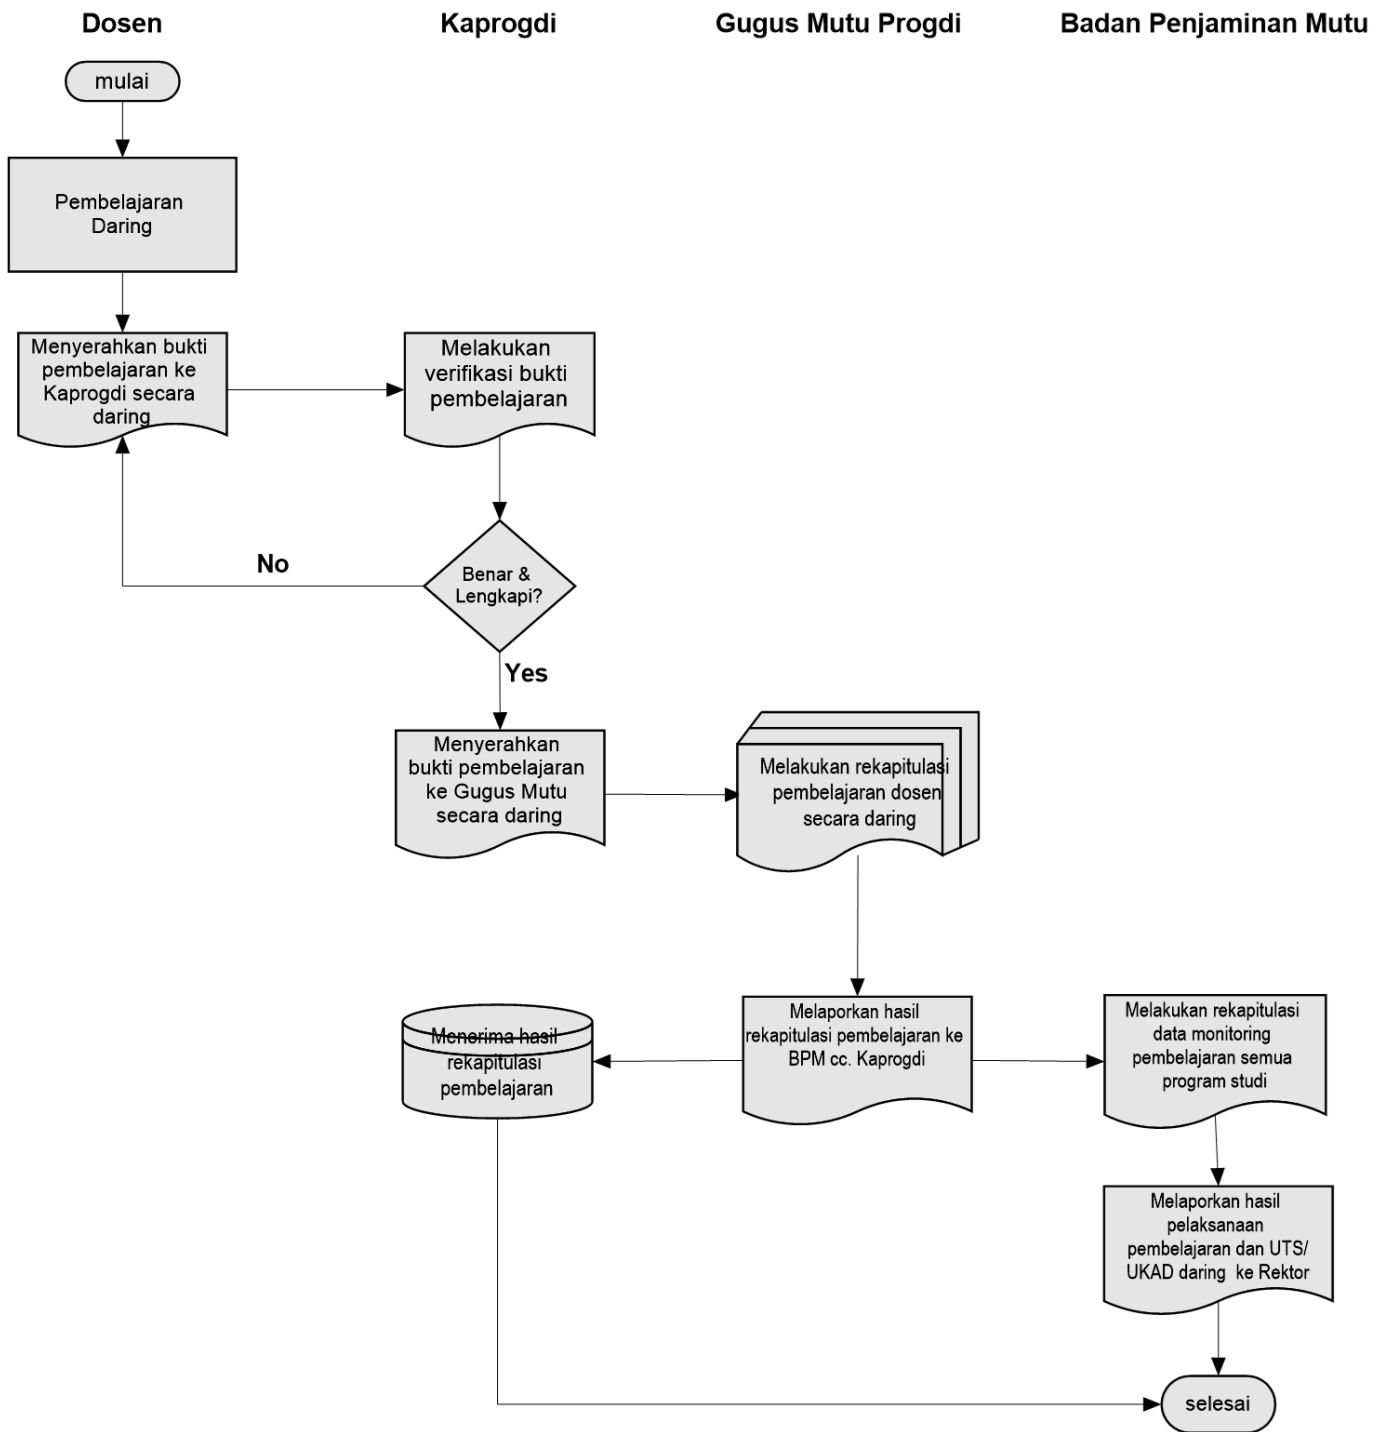 Dosen
Kaprogdi
Gugus Mutu Progdi
Badan Penjaminan Mutu
mulai
Pembelajaran
Daring
Menyerahkan bukti
pembelajaran ke
Kaprogdi secara
daring
Melakukan
verifikasi bukti
pembelajaran
Benar &
Lengkapi?
No
Yes
Menyerahkan
bukti pembelajaran
ke Gugus Mutu
secara daring
Melakukan rekapitulasi
pembelajaran dosen
secara daring
Menerima hasil
rekapitulasi
pembelajaran
Melaporkan hasil
rekapitulasi pembelajaran ke
BPM cc. Kaprogdi
Melakukan rekapitulasi
data monitoring
pembelajaran semua
program studi
Melaporkan hasil
pelaksanaan
pembelajaran dan UTS/
UKAD daring ke Rektor
selesai